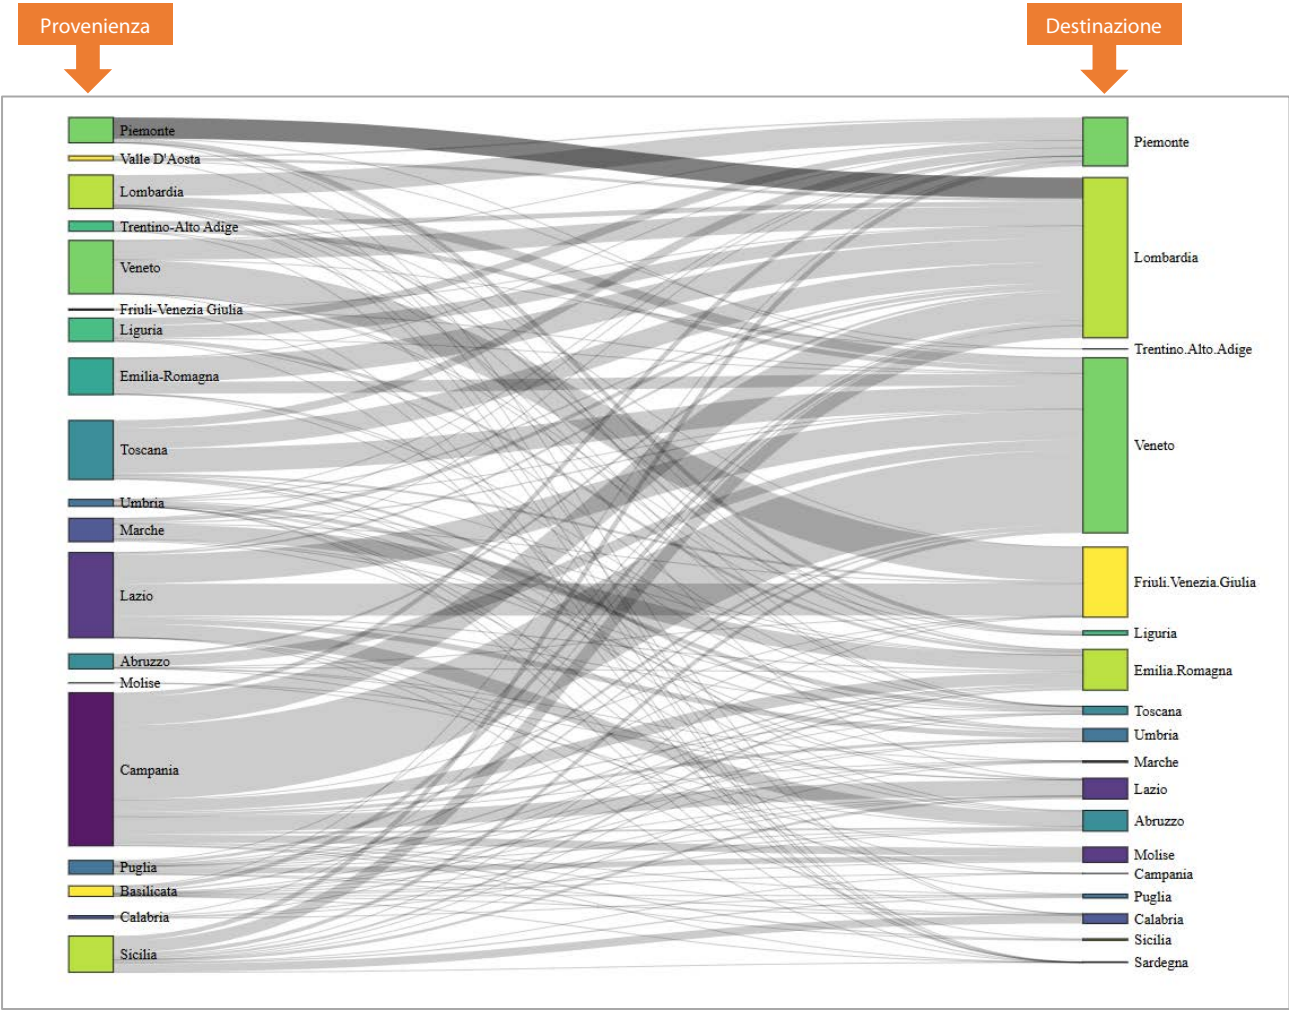 Provenienza
Destinazione
Piemonte
Valle D'Aosta
Lombardia
Trentino-Alto Adige
Veneto
Friuli-Venezia Giulia
Liguria
Emilia-Romagna
Toscana
Umbria
Marche
Lazio
Abruzzo
Molise
Campania
Puglia
Basilicata
Calabria
Sicilia
Piemonte
Lombardia
Trentino.Alto.Adige
Veneto
Friuli.Venezia.Giulia
Liguria
Emilia.Romagna
Toscana
Umbria
Marche
Lazio
Abruzzo
Molise
Campania
Puglia
Calabria
Sicilia
Sardegna